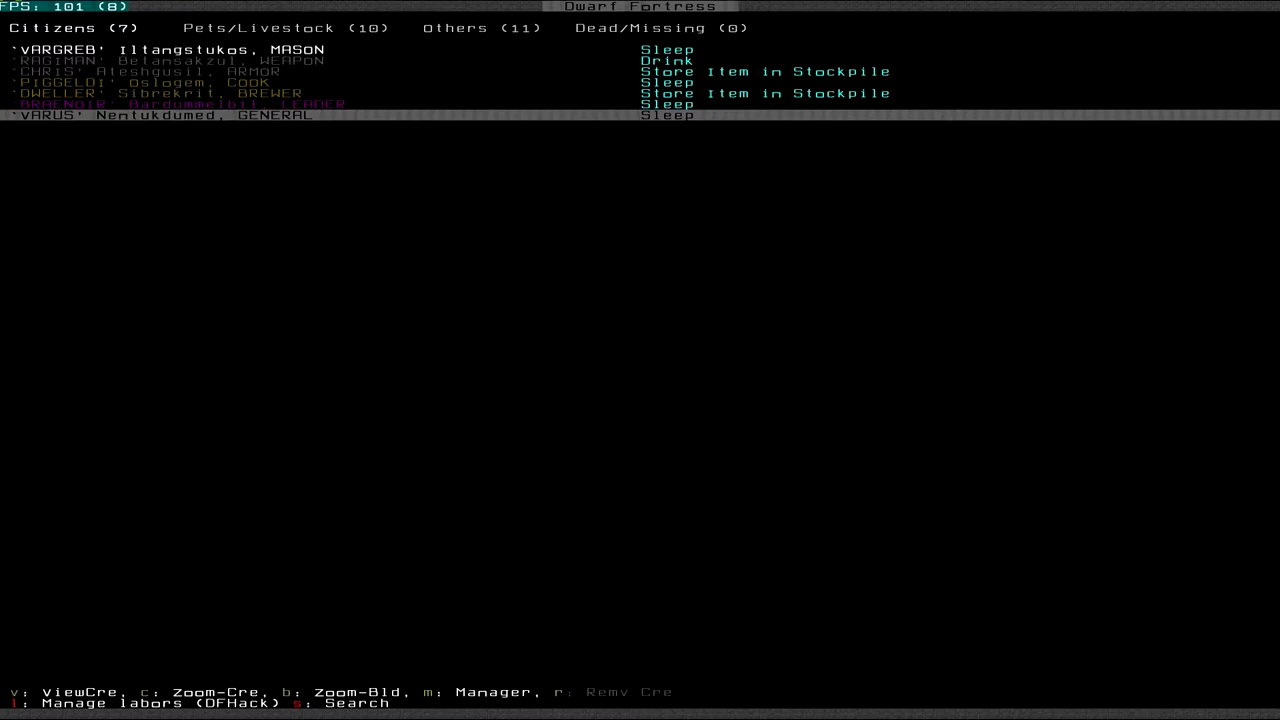 FPS: 101 (8) Dwarf Fortress
Citizens (7) Pets/Livestock (10) Others (11) Dead/Missing (0)
`VARGREB' Iltangstukos, MASON Sleep
`RAGIMAN' Betansakzul, WEAPON Drink
`CHRIS' Ateshgusil, ARMOR Store Item in Stockpile
`PIGGELDI' Oslogem, COOK Sleep
`DWELLER' Sibrekrit, BREWER Store Item in Stockpile
`BRAENOIR' Bardummelbil, LEADER Sleep
`VARUS' Nentukdumed, GENERAL Sleep
v: ViewCre, c: Zoom-Cre, b: Zoom-Bld, m: Manager, r: Remv Cre
l: Manage labors (DFHack) s: Search